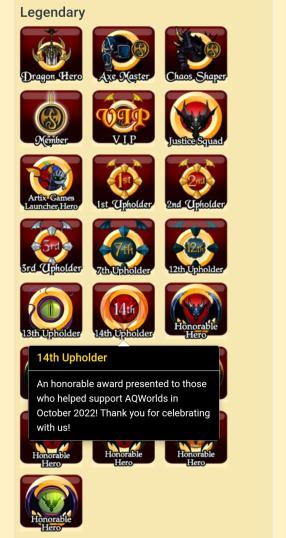 Legendary
Dragon Hero
Axe Master
Chaos Shaper
Member
VIP
VIP
Justice Squad
Artix Games
Launcher Hero
1st
1st Upholder
2nd
2nd Upholder
3rd
3rd Upholder
7th
7th Upholder
12th
12th Upholder
13th Upholder
14th
14th Upholder
Honorable
Hero
14th Upholder
An honorable award presented to those
who helped support AQWorlds in
October 2022! Thank you for celebrating
with us!
Honorable
Hero
Honorable
Hero
Honorable
Hero
Honorable
Hero